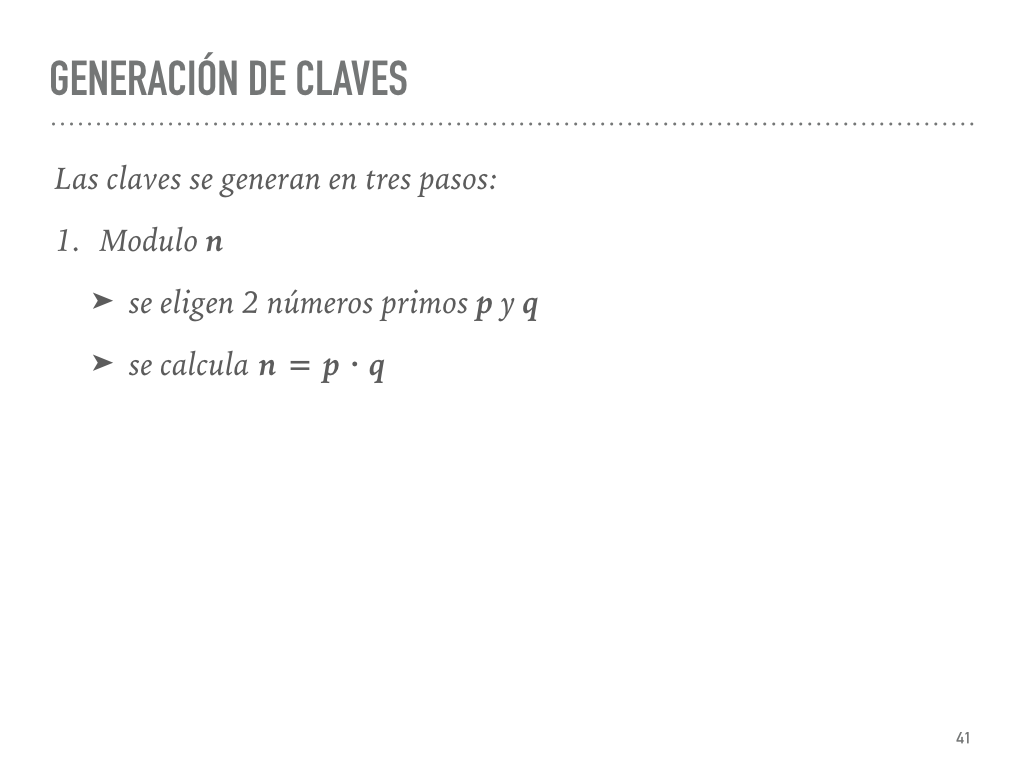 GENERACIÓN DE CLAVES
Las claves se generan en tres pasos:
1. Modulo n
➤ se eligen 2 números primos p y q
➤ se calcula n = p · q
41